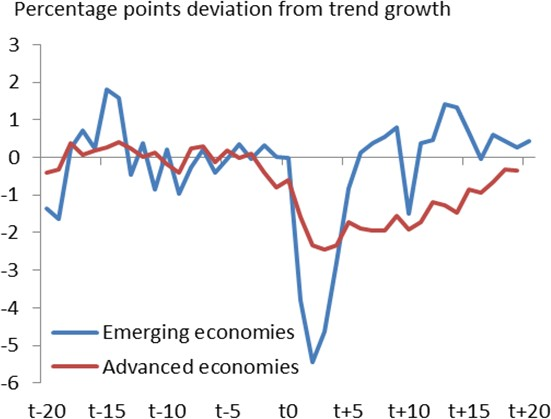 Percentage points deviation from trend growth
3
2
1
0
-1
-2
-3
-4
-5
-6
Emerging economies
Advanced economies
t-20 t-15 t-10 t-5 t0 t+5 t+10 t+15 t+20